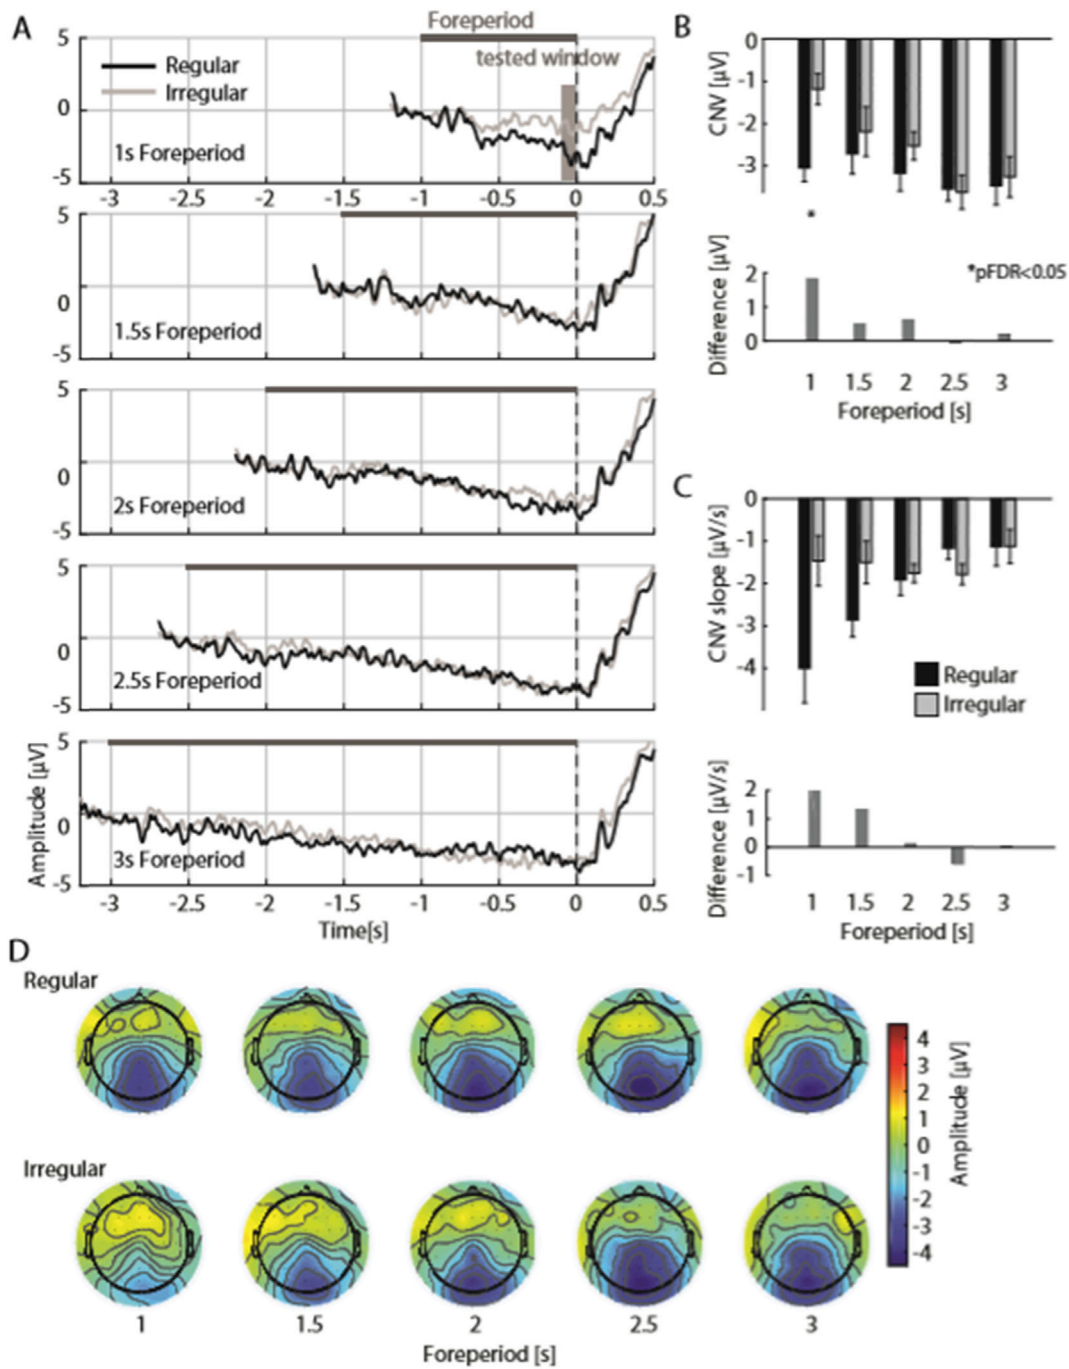 A
Foreperiod
5
0
-5
Regular
Irregular
tested window
1s Foreperiod
-3 -2.5 -2 -1.5 -1 -0.5 0 0.5
5
0
-5
1.5s Foreperiod
5
0
-5
2s Foreperiod
5
0
-5
2.5s Foreperiod
5
0
-5
Amplitude [µV]
3s Foreperiod
-3 -2.5 -2 -1.5 -1 -0.5 0 0.5
Time[s]
B
0
-1
-2
-3
CNV [µV]
*
*pFDR<0.05
2
1
0
Difference [µV]
1 1.5 2 2.5 3
Foreperiod [s]
C
0
-1
-2
-3
-4
CNV slope [µV/s]
Regular
Irregular
2
1
0
-1
Difference [µV/s]
1 1.5 2 2.5 3
Foreperiod [s]
D
Regular
Irregular
1 1.5 2 2.5 3
Foreperiod [s]
4
3
2
1
0
-1
-2
-3
-4
Amplitude [µV]